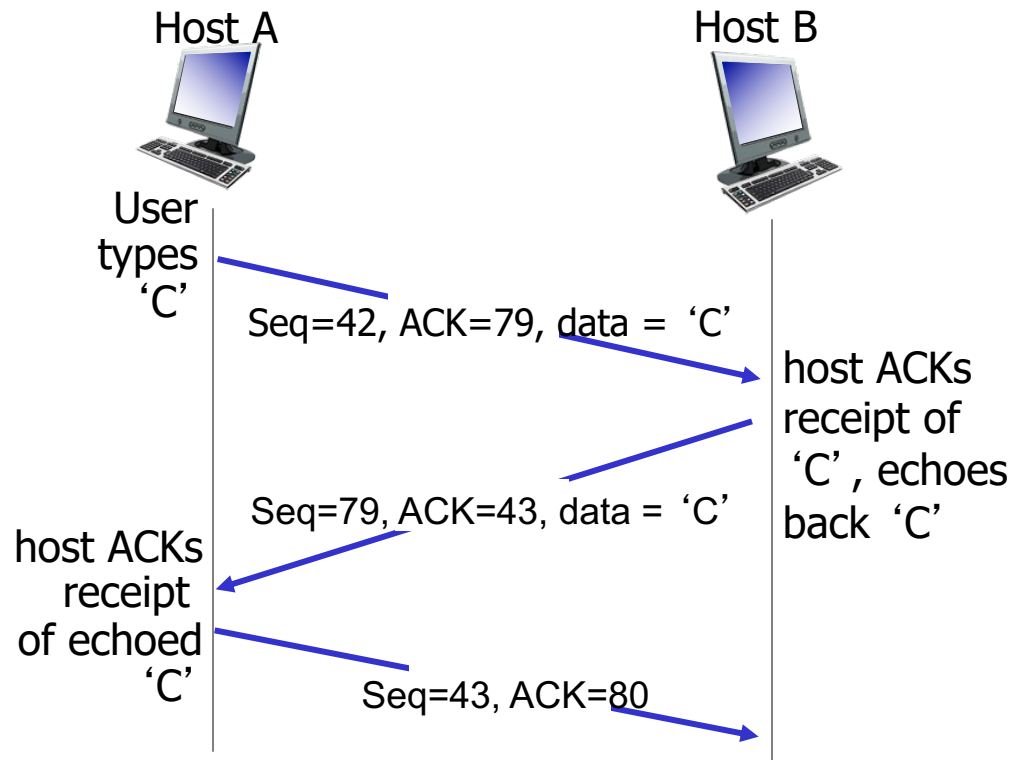 Host A
Host B
User
types
‘C’
Seq=42, ACK=79, data = ‘C’
host ACKs
receipt of
‘C’, echoes
back ‘C’
Seq=79, ACK=43, data = ‘C’
host ACKs
receipt
of echoed
‘C’
Seq=43, ACK=80